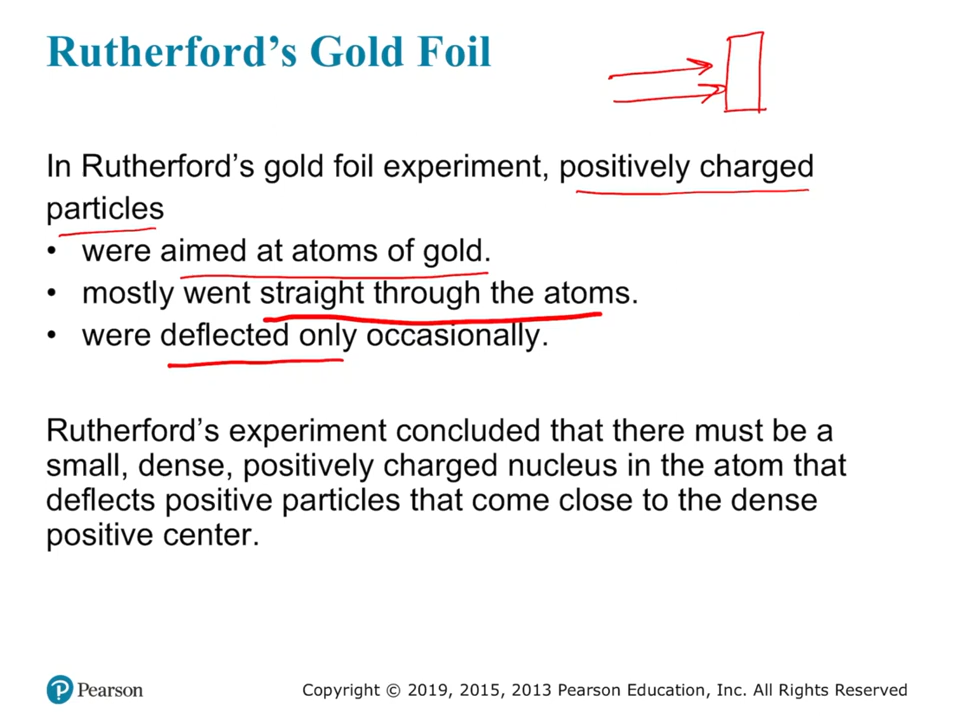 Rutherford's Gold Foil
In Rutherford's gold foil experiment, positively charged
particles
• were aimed at atoms of gold.
• mostly went straight through the atoms.
• were deflected only occasionally.
Rutherford's experiment concluded that there must be a
small, dense, positively charged nucleus in the atom that
deflects positive particles that come close to the dense
positive center.
P Pearson
Copyright © 2019, 2015, 2013 Pearson Education, Inc. All Rights Reserved